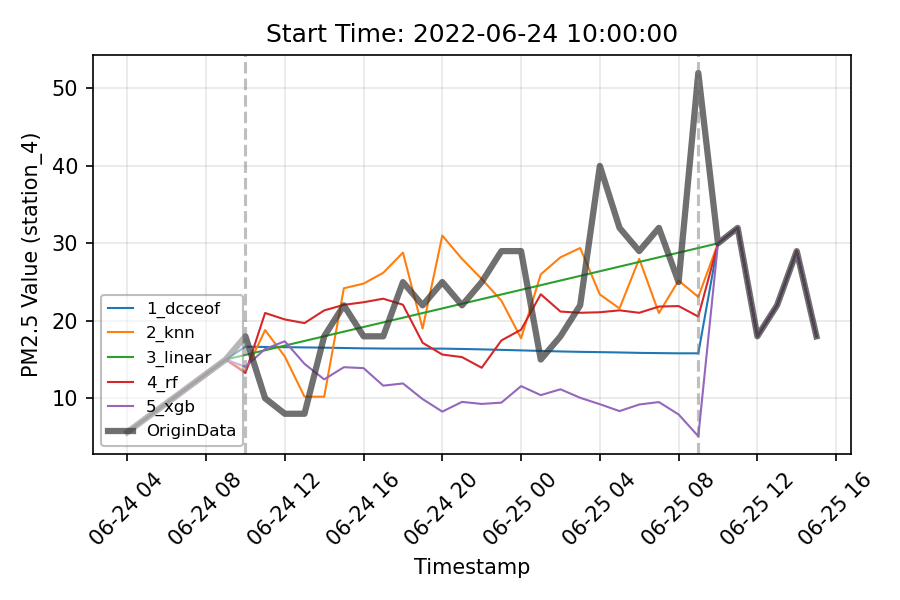 Start Time: 2022-06-24 10:00:00
PM2.5 Value (station_4)
50
40
30
20
10
1_dcceof
2_knn
3_linear
4_rf
5_xgb
OriginData
06-24 04
06-24 08
06-24 12
06-24 16
06-24 20
06-25 00
06-25 04
06-25 08
06-25 12
06-25 16
Timestamp